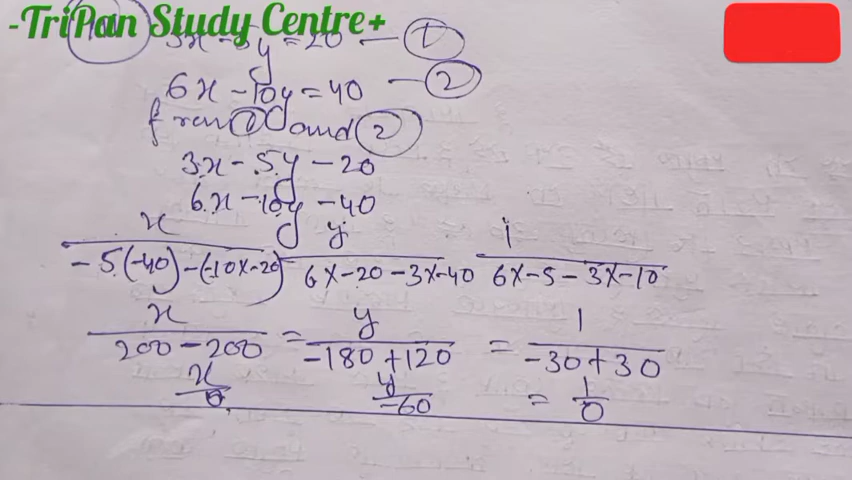 -TriPan Study Centre+
3x - 5y = 20 — ①
6x - 10y = 40 — ②
from ① and ②
3x - 5y - 20
6x - 10y - 40
x y 1
-5(-40) - (-10x-20) 6x-20 - 3x-40 6x-5 - 3x-10
x = y = 1
200 - 200 -180 + 120 -30 + 30
x y = 1
0 -60 0